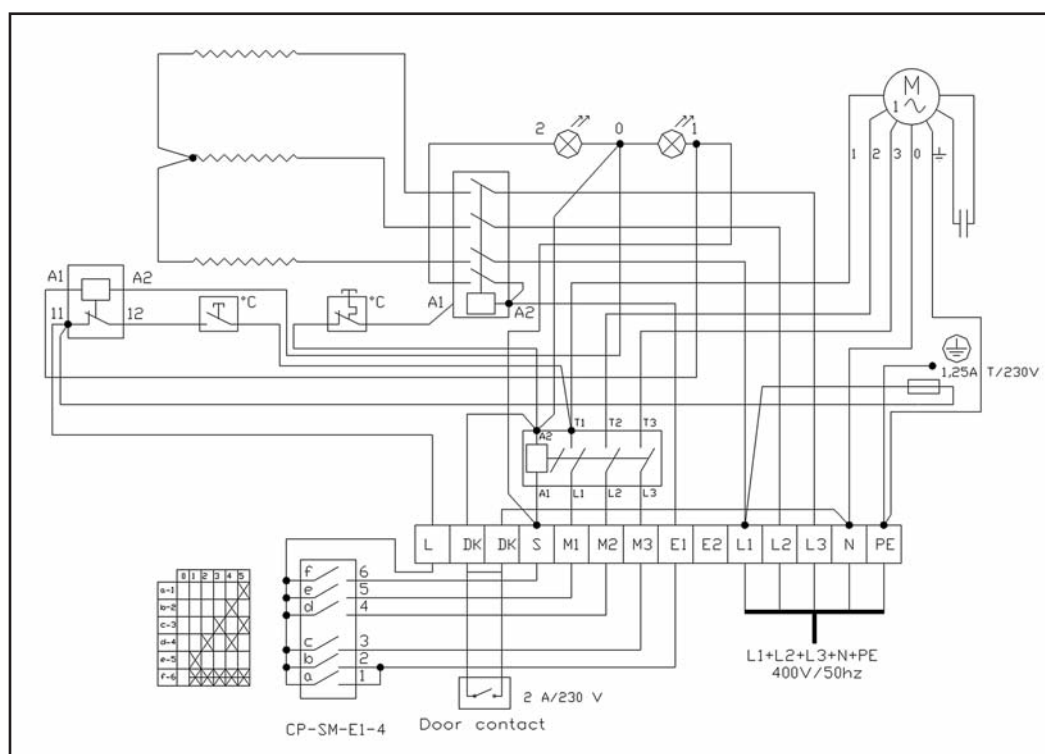 M
1
2 0 1
1 2 3 0
A1 A2
°C °C
A1 A2
11 12
1,25A T/230V
T1 T2 T3
A2
A1 L1 L2 L3
L DK DK S M1 M2 M3 E1 E2 L1 L2 L3 N PE
0 1 2 3 4 5
a-1
b-2
c-3
d-4
e-5
f-6
f 6
e 5
d 4
c 3
b 2
a 1
CP-SM-E1-4
2 A/230 V
Door contact
L1+L2+L3+N+PE
400V/50hz